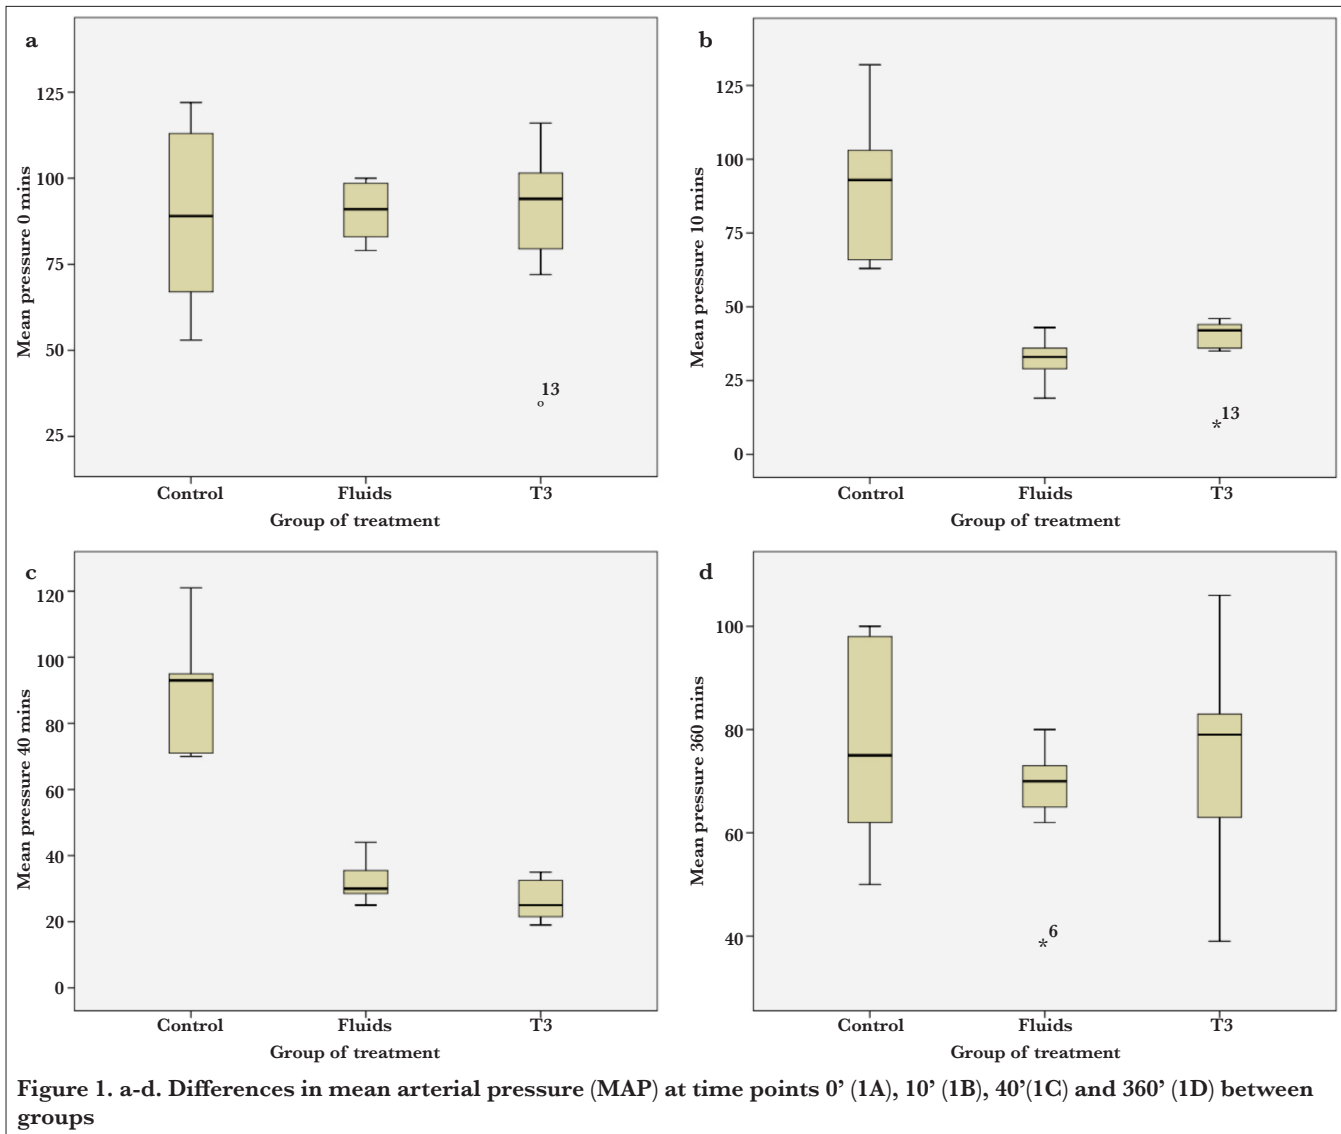 a
Mean pressure 0 mins
125
100
75
50
25
13
Control Fluids T3
Group of treatment
b
Mean pressure 10 mins
125
100
75
50
25
0
*13
Control Fluids T3
Group of treatment
c
Mean pressure 40 mins
120
100
80
60
40
20
0
Control Fluids T3
Group of treatment
d
Mean pressure 360 mins
100
80
60
40
*6
Control Fluids T3
Group of treatment
Figure 1. a-d. Differences in mean arterial pressure (MAP) at time points 0’ (1A), 10’ (1B), 40’(1C) and 360’ (1D) between
groups